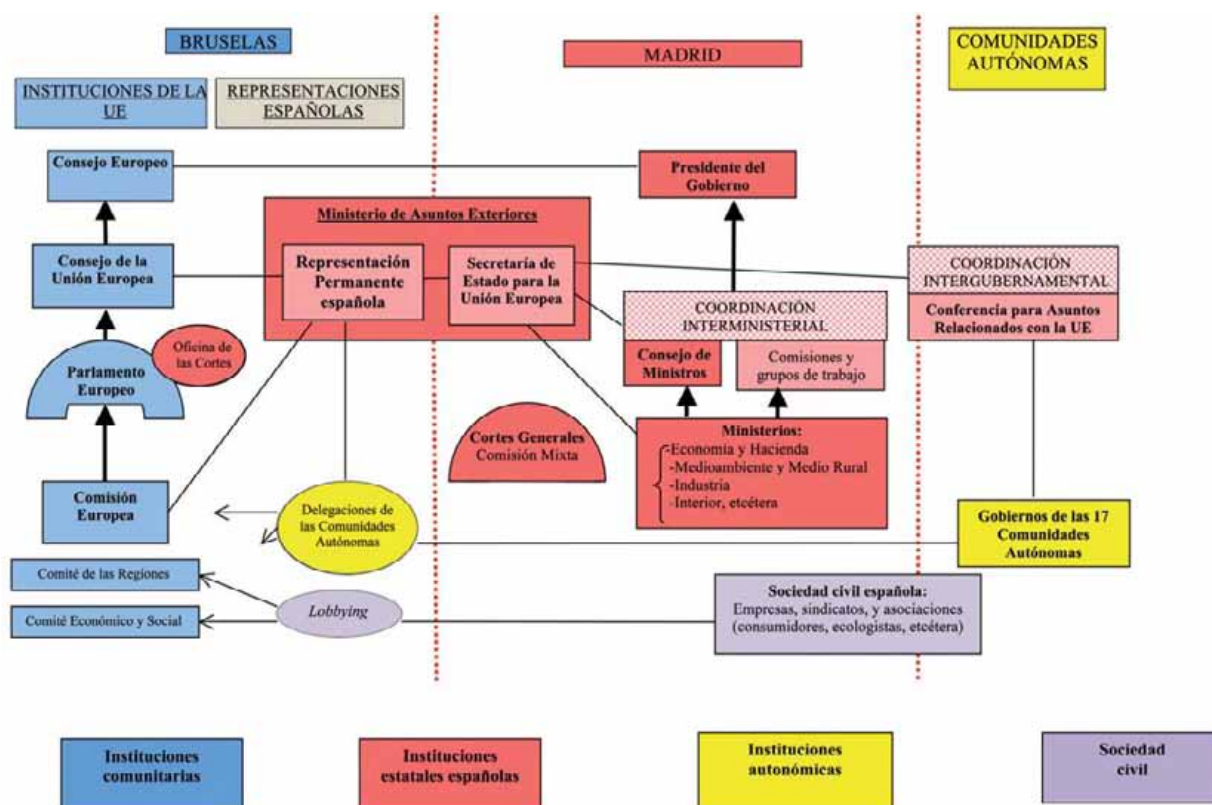 BRUSELAS
MADRID
COMUNIDADES
AUTÓNOMAS
INSTITUCIONES DE LA
UE
REPRESENTACIONES
ESPAÑOLAS
Consejo Europeo
Presidente del
Gobierno
Ministerio de Asuntos Exteriores
Consejo de la
Unión Europea
Representación
Permanente
española
Secretaría de
Estado para la
Unión Europea
COORDINACIÓN
INTERGUBERNAMENTAL
Conferencia para Asuntos
Relacionados con la UE
COORDINACIÓN
INTERMINISTERIAL
Consejo de
Ministros
Comisiones y
grupos de trabajo
Oficina de
las Cortes
Parlamento
Europeo
Cortes Generales
Comisión Mixta
Ministerios:
-Economía y Hacienda
-Medioambiente y Medio Rural
-Industria
-Interior, etcétera
Comisión
Europea
Delegaciones de
las Comunidades
Autónomas
Gobiernos de las 17
Comunidades
Autónomas
Comité de las Regiones
Comité Económico y Social
Lobbying
Sociedad civil española:
Empresas, sindicatos, y asociaciones
(consumidores, ecologistas, etcétera)
Instituciones
comunitarias
Instituciones
estatales españolas
Instituciones
autonómicas
Sociedad
civil